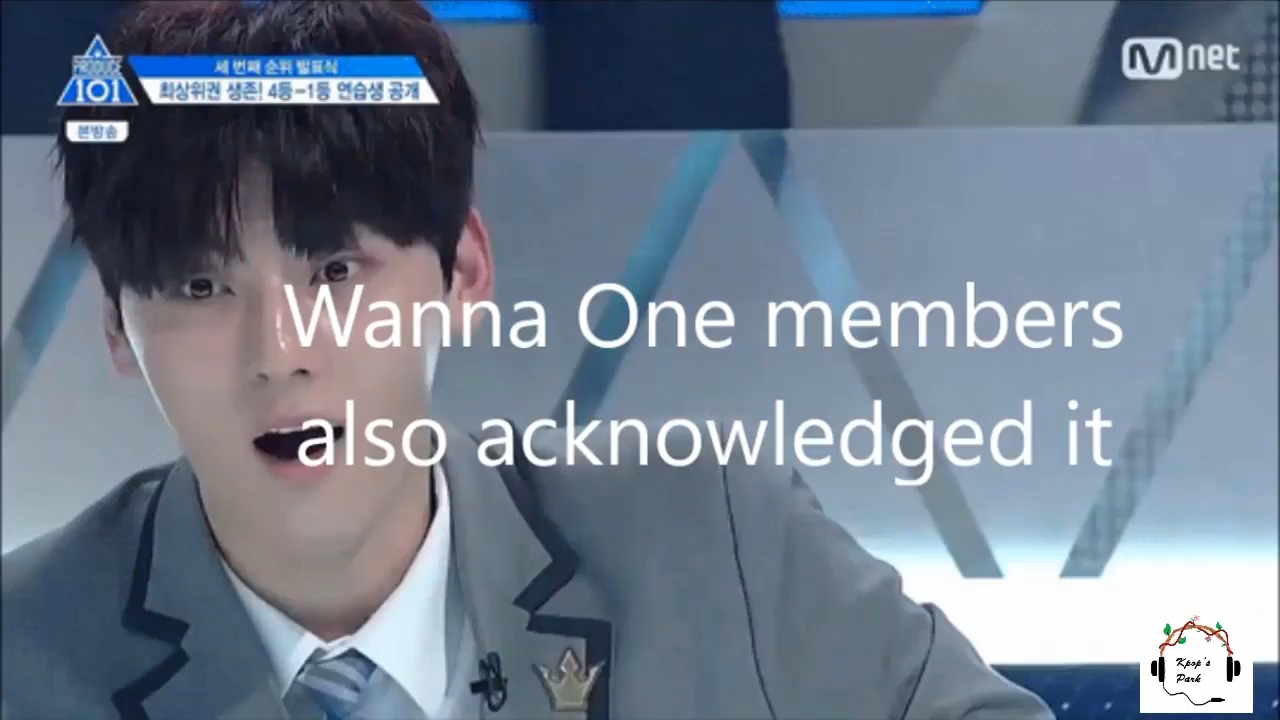 세 번째 순위 발표식
PRODUCE
101
최상위권 생존! 4등-1등 연습생 공개
본방송
Mnet
Wanna One members
also acknowledged it
Kpop's
Park